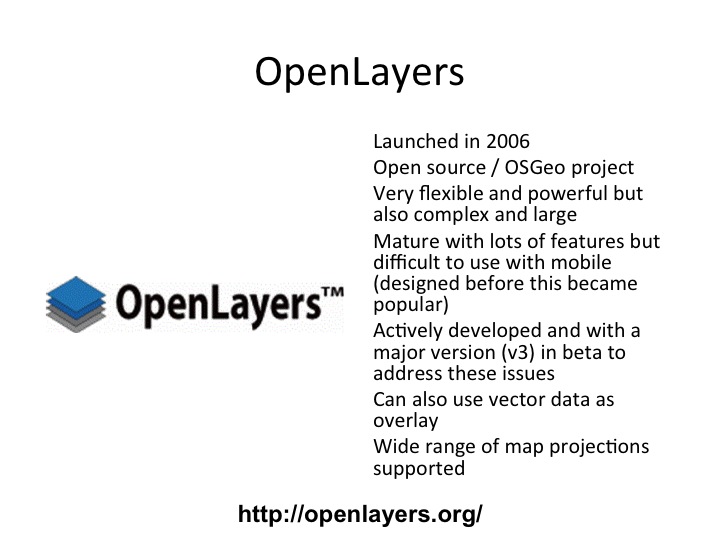 OpenLayers
Launched in 2006
Open source / OSGeo project
Very flexible and powerful but
also complex and large
Mature with lots of features but
difficult to use with mobile
(designed before this became
popular)
Actively developed and with a
major version (v3) in beta to
address these issues
Can also use vector data as
overlay
Wide range of map projections
supported
OpenLayers™
http://openlayers.org/